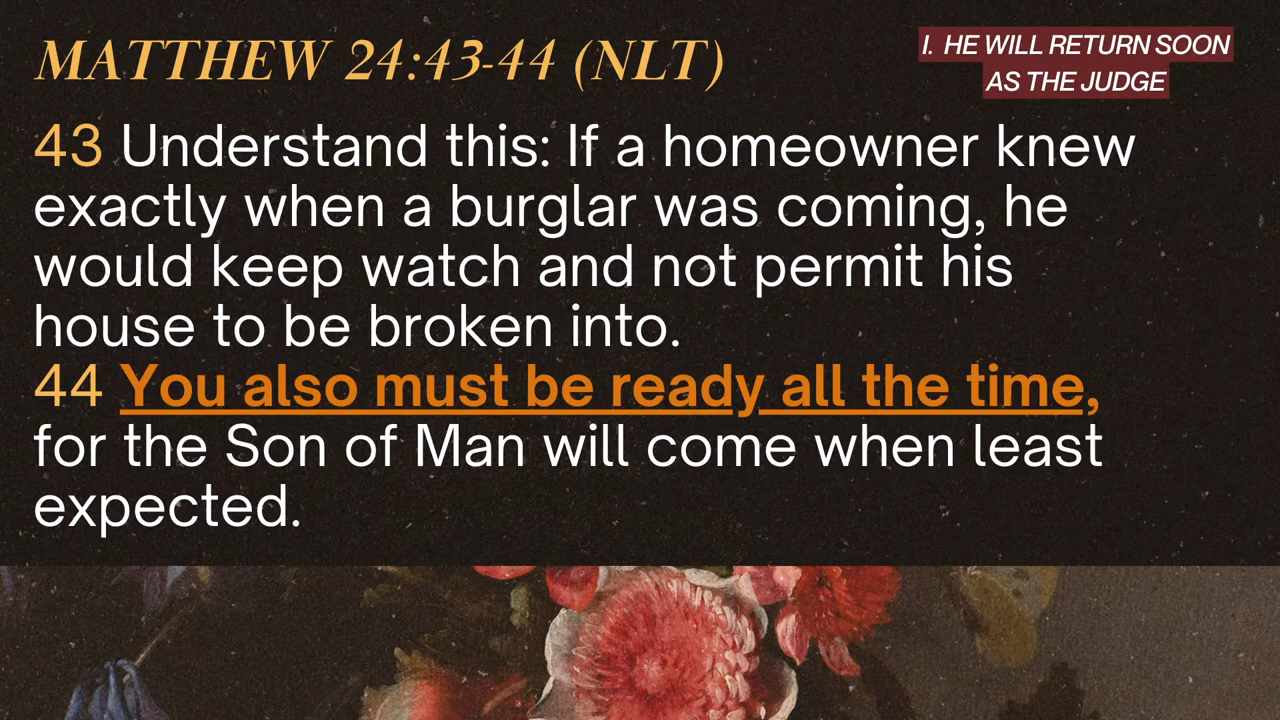 MATTHEW 24:43-44 (NLT)
I. HE WILL RETURN SOON
AS THE JUDGE
43 Understand this: If a homeowner knew
exactly when a burglar was coming, he
would keep watch and not permit his
house to be broken into.
44 You also must be ready all the time,
for the Son of Man will come when least
expected.